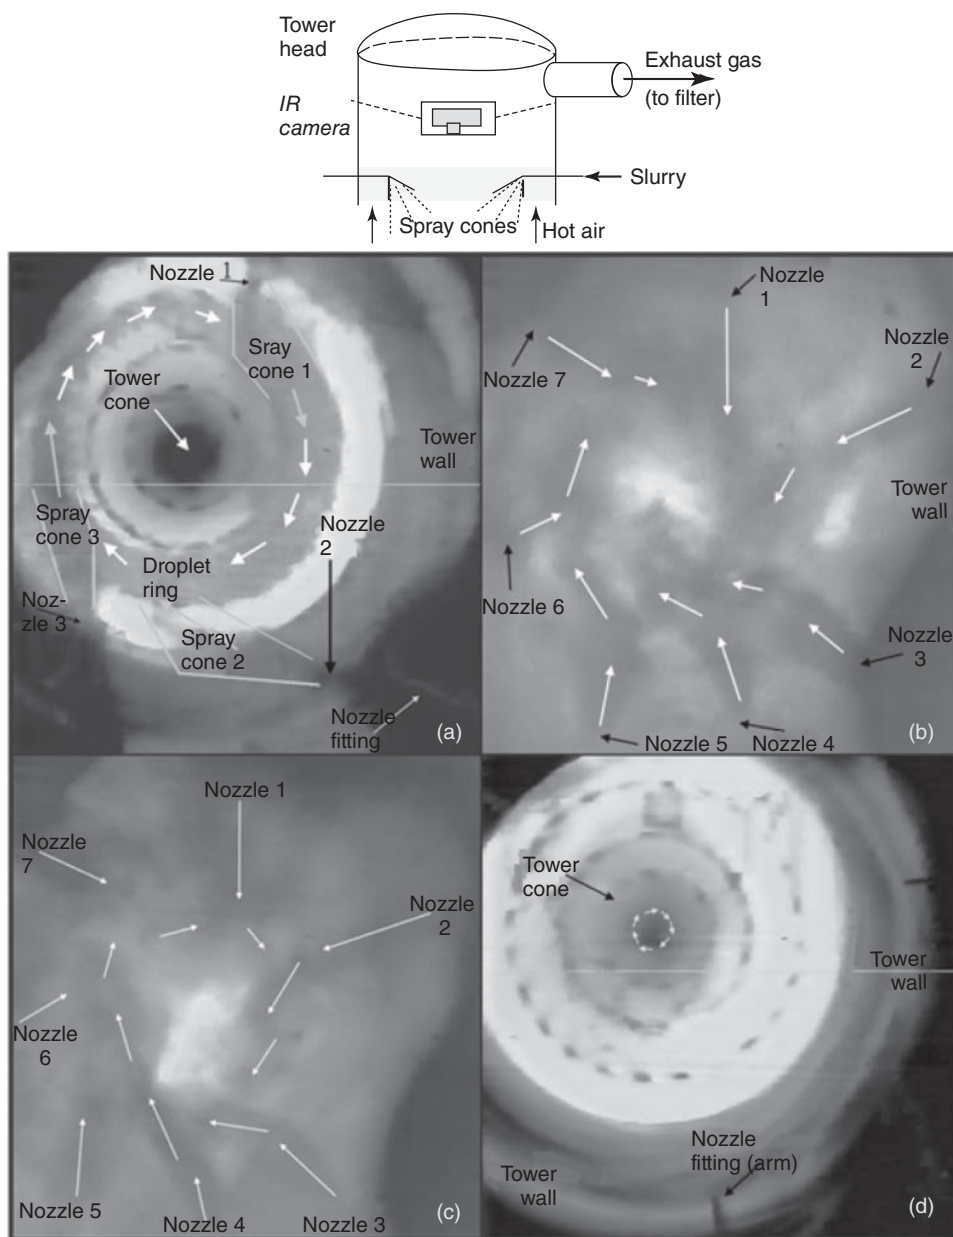 Tower
head
Exhaust gas
(to filter)
IR
camera
Slurry
Spray cones
Hot air
Nozzle 1
Sray
cone 1
Tower
cone
Tower
wall
Spray
cone 3
Nozzle
2
Droplet
ring
Noz-
zle 3
Spray
cone 2
Nozzle
fitting
(a)
Nozzle
1
Nozzle
2
Nozzle 7
Tower
wall
Nozzle 6
Nozzle
3
Nozzle 5
Nozzle 4
(b)
Nozzle 1
Nozzle
7
Nozzle
2
Nozzle
6
Nozzle 5
Nozzle 4
Nozzle 3
(c)
Tower
cone
Tower
wall
Nozzle
fitting (arm)
Tower
wall
(d)